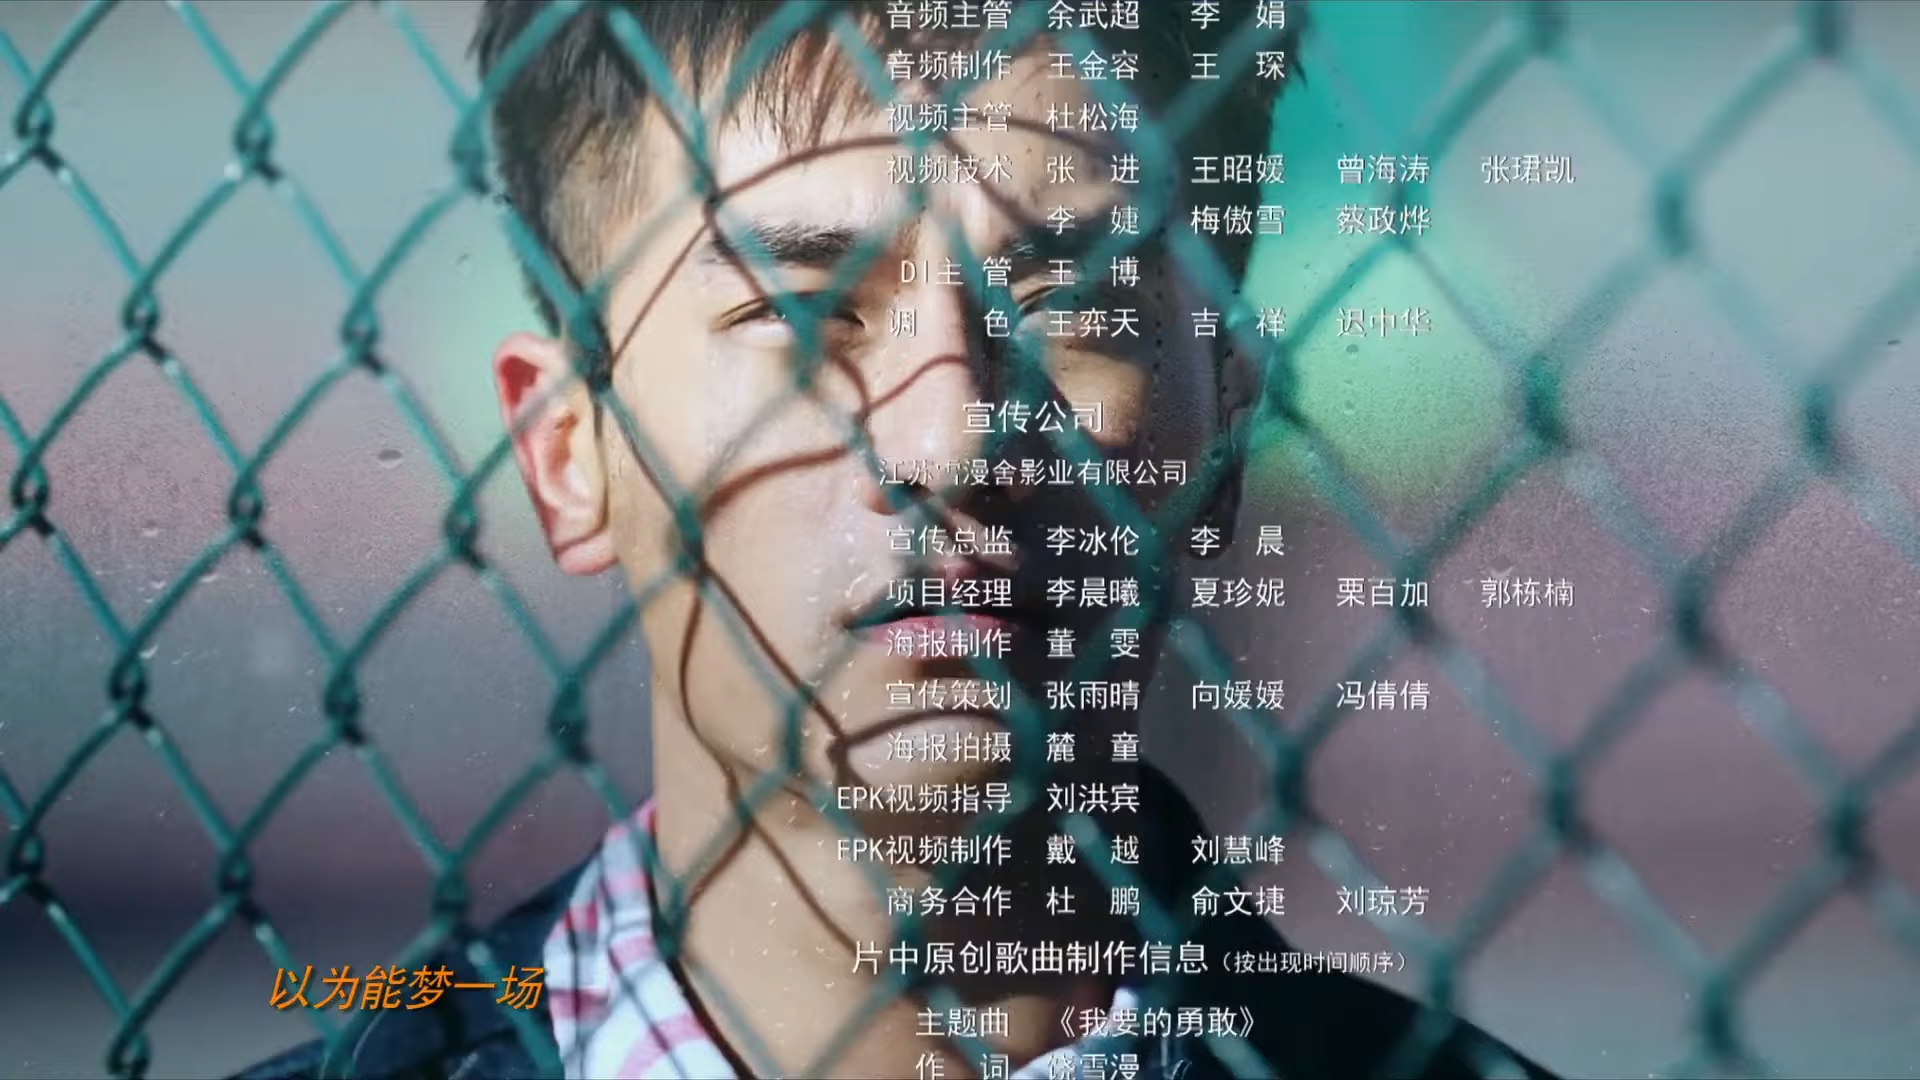 音频主管 余武超 李 娟
音频制作 王金容 王 琛
视频主管 杜松海
视频技术 张 进 王昭媛 曾海涛 张珺凯
李 婕 梅傲雪 蔡政烨
DI主 管 王 博
调 色 王弈天 吉 祥 迟中华
宣传公司
江苏雪漫舍影业有限公司
宣传总监 李冰伦 李 晨
项目经理 李晨曦 夏珍妮 栗百加 郭栋楠
海报制作 董 雯
宣传策划 张雨晴 向媛媛 冯倩倩
海报拍摄 麓 童
EPK视频指导 刘洪宾
EPK视频制作 戴 越 刘慧峰
商务合作 杜 鹏 俞文捷 刘琼芳
片中原创歌曲制作信息（按出现时间顺序）
以为能梦一场
主题曲 《我要的勇敢》
作 词 饶雪漫